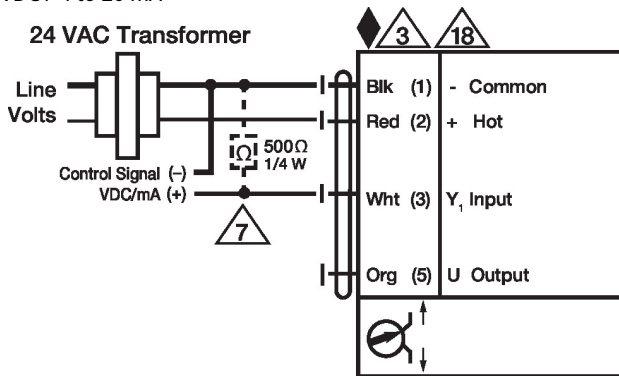 24 VAC Transformer
3 18
Line
Volts
Blk (1) - Common
Red (2) + Hot
Ω 500Ω
1/4 W
Control Signal (–)
VDC/mA (+)
7
Wht (3) Y₁ Input
Org (5) U Output